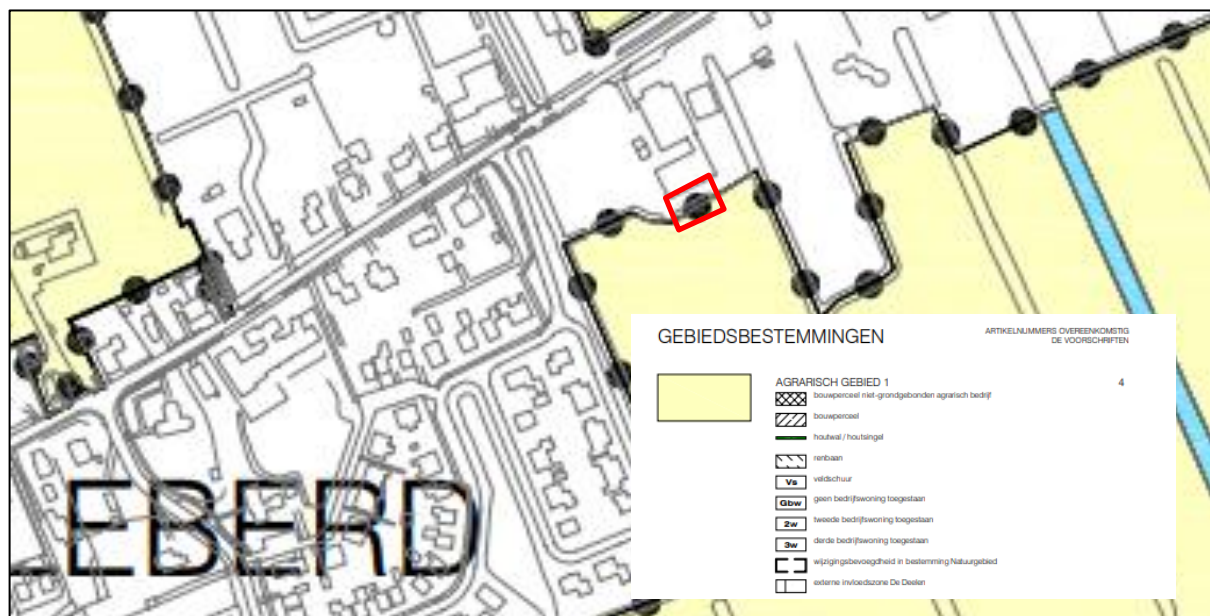 EBERD
GEBIEDSBESTEMMINGEN
ARTIKELNUMMERS OVEREENKOMSTIG
DE VOORSCHRIFTEN
AGRARISCH GEBIED 1 4
bouwperceel niet-grondgebonden agrarisch bedrijf
bouwperceel
houtwal / houtsingel
renbaan
Vs veldschuur
Gbw geen bedrijfswoning toegestaan
2w tweede bedrijfswoning toegestaan
3w derde bedrijfswoning toegestaan
wijzigingsbevoegdheid in bestemming Natuurgebied
externe invloedszone De Deelen